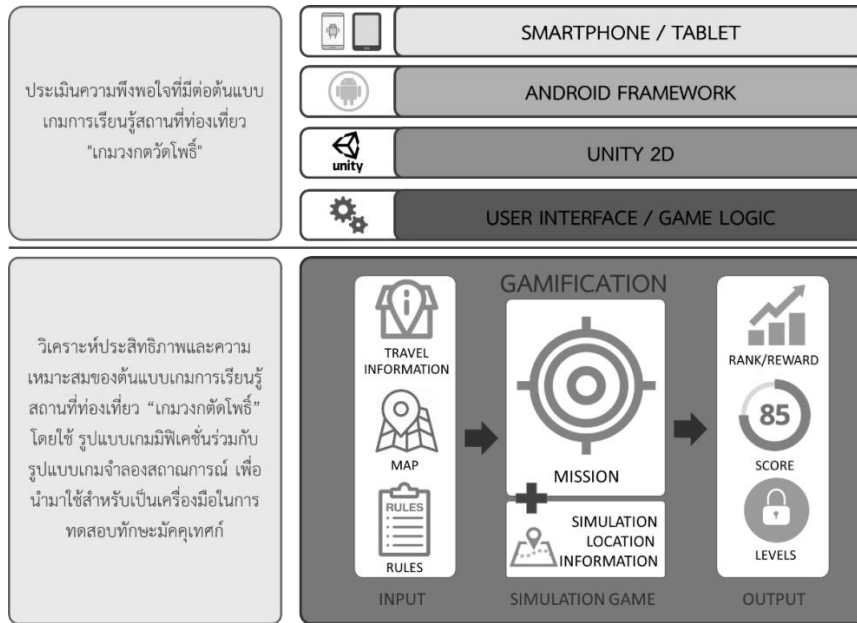 ประเมินความพึงพอใจที่มีต่อต้นแบบ
เกมการเรียนรู้สถานที่ท่องเที่ยว
"เกมวงกตวัดโพธิ์"
SMARTPHONE / TABLET
ANDROID FRAMEWORK
unity
UNITY 2D
USER INTERFACE / GAME LOGIC
วิเคราะห์ประสิทธิภาพและความ
เหมาะสมของต้นแบบเกมการเรียนรู้
สถานที่ท่องเที่ยว “เกมวงกตัดโพธิ์”
โดยใช้ รูปแบบเกมมิฟิเคชั่นร่วมกับ
รูปแบบเกมจำลองสถาณการณ์ เพื่อ
นำมาใช้สำหรับเป็นเครื่องมือในการ
ทดสอบทักษะมัคคุเทศก์
GAMIFICATION
TRAVEL
INFORMATION
MAP
RULES
RULES
INPUT
MISSION
SIMULATION
LOCATION
INFORMATION
SIMULATION GAME
RANK/REWARD
85
SCORE
LEVELS
OUTPUT